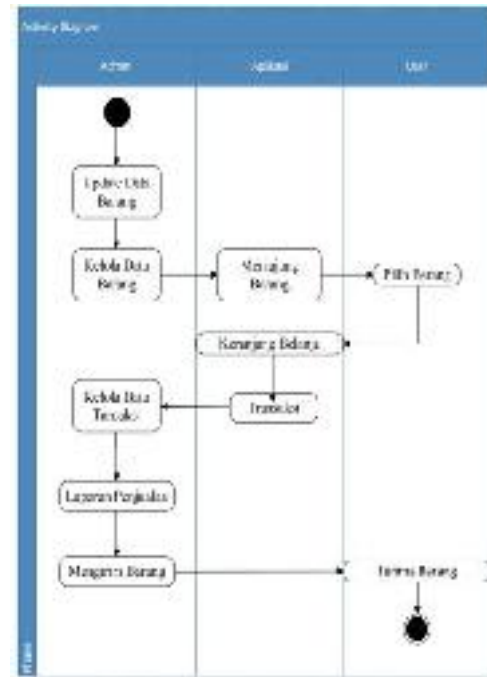 Activity Diagram
Admin Aplikasi User
Update Data
Barang
Kelola Data
Barang
Barang
Pilih Barang
Keranjang Belanja
Kelola Data
Transaksi
Transaksi
Laporan Penjualan
Mengirim Barang
Terima Barang